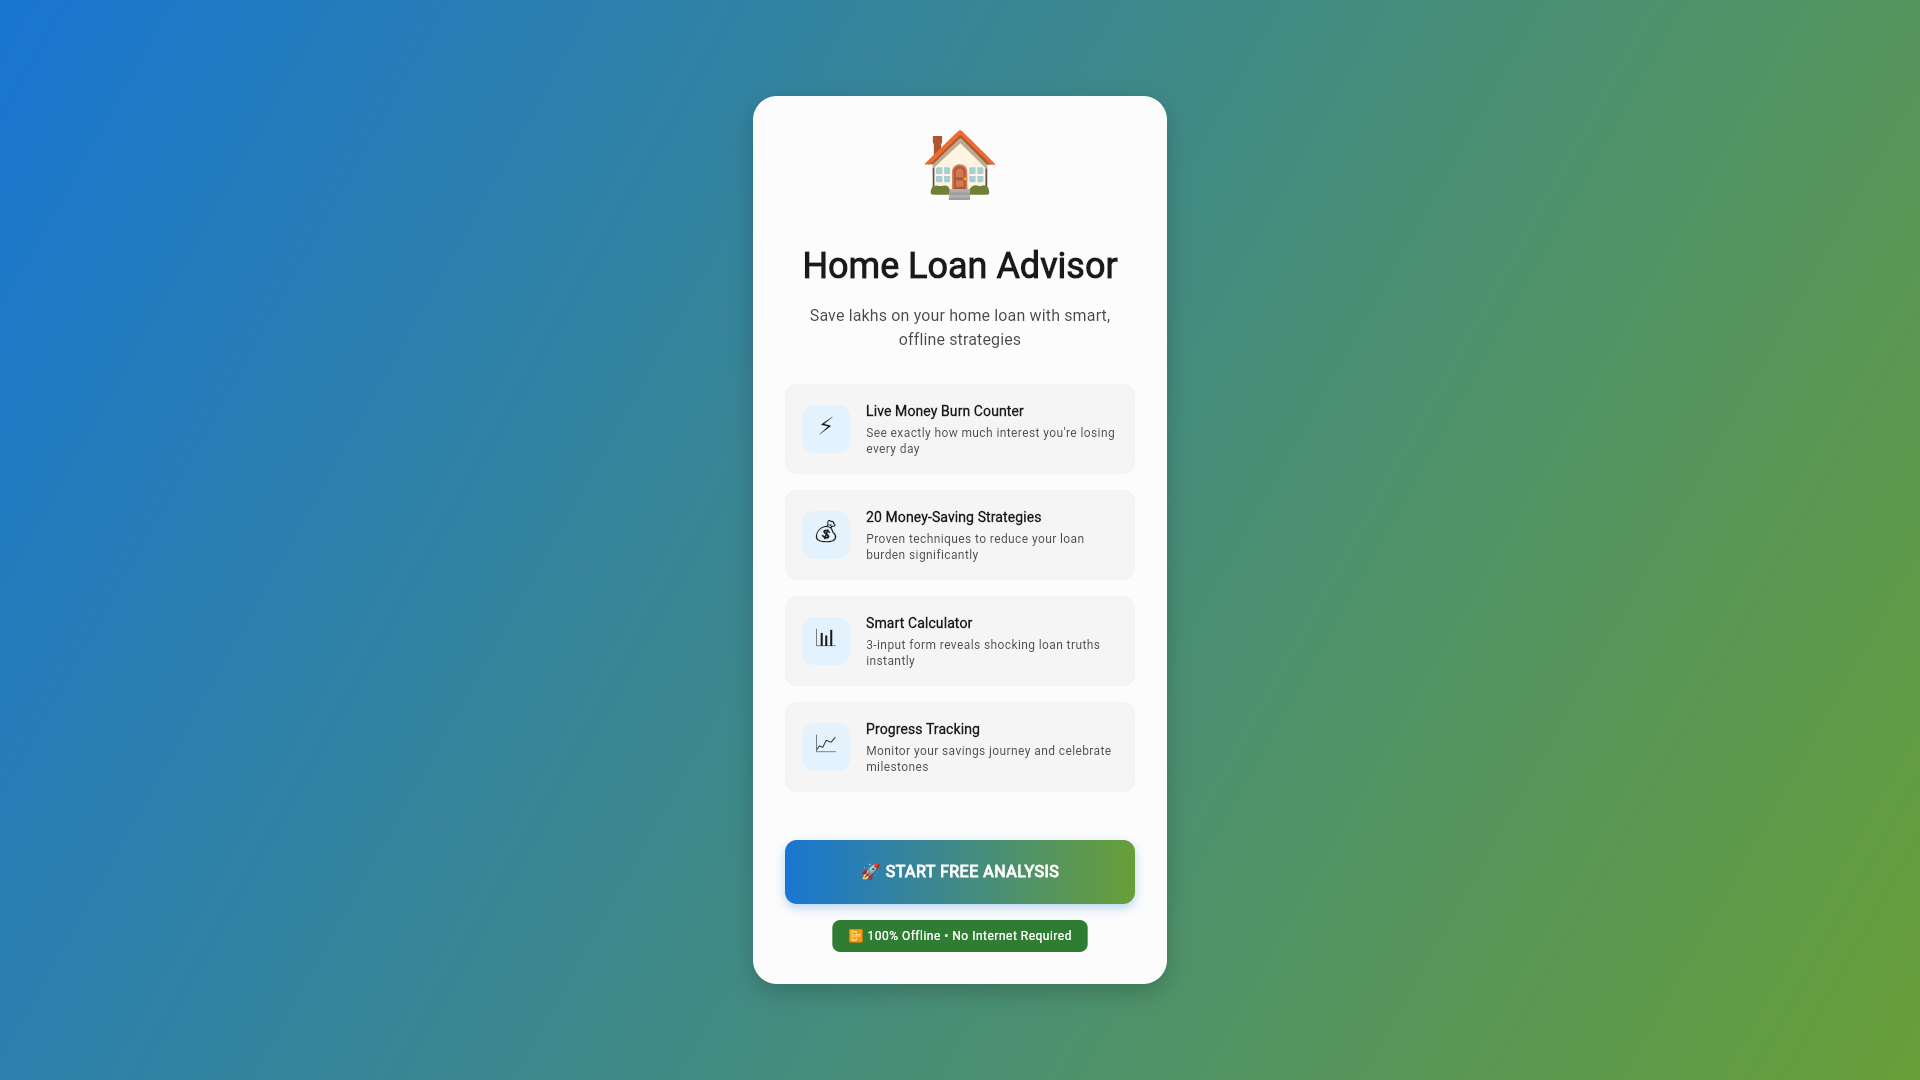 Home Loan Advisor
Save lakhs on your home loan with smart,
offline strategies
Live Money Burn Counter
See exactly how much interest you're losing
every day
20 Money-Saving Strategies
Proven techniques to reduce your loan
burden significantly
Smart Calculator
3-input form reveals shocking loan truths
instantly
Progress Tracking
Monitor your savings journey and celebrate
milestones
🚀 START FREE ANALYSIS
📴 100% Offline • No Internet Required